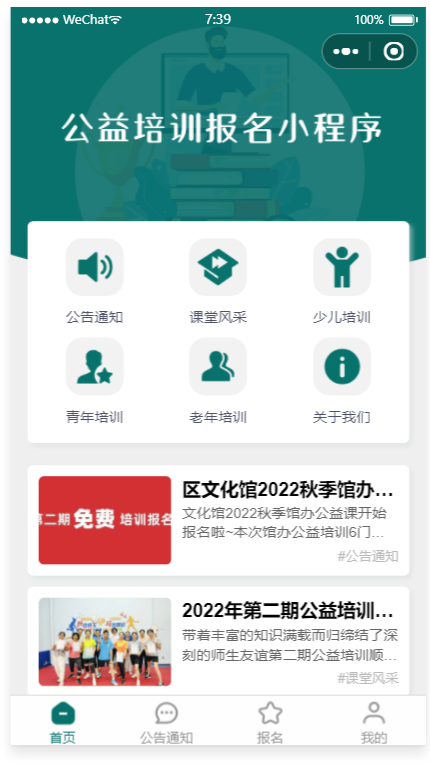 WeChat 7:39 100%
公益培训报名小程序
公告通知 课堂风采 少儿培训
青年培训 老年培训 关于我们
第二期 免费 培训报名
区文化馆2022秋季馆办...
文化馆2022秋季馆办公益课开始
报名啦~本次馆办公益培训6门...
#公告通知
2022年第二期公益培训...
带着丰富的知识满载而归缔结了深
刻的师生友谊第二期公益培训顺...
#课堂风采
首页 公告通知 报名 我的